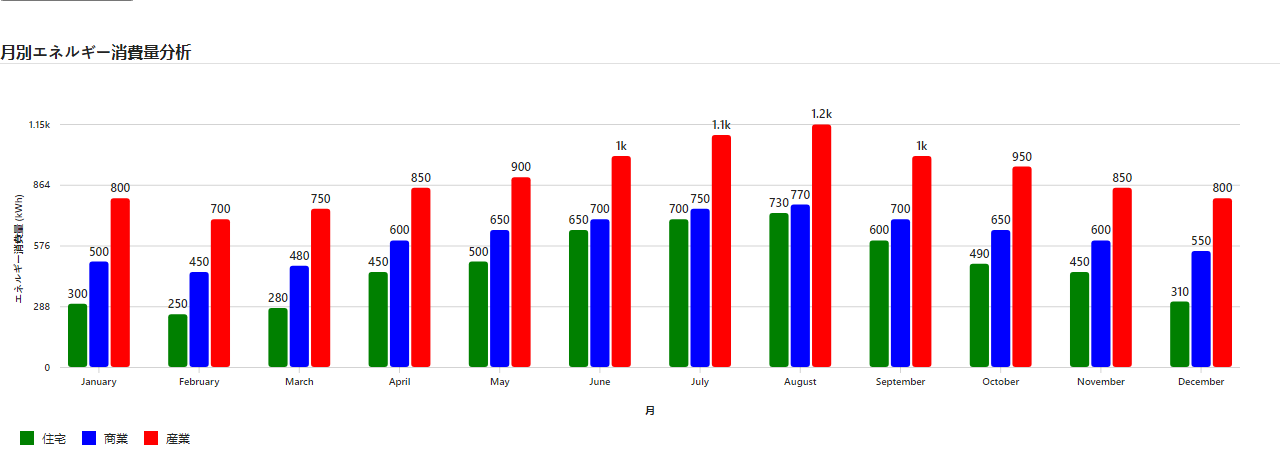 月別エネルギー消費量分析
1.15k
864
576
288
0
エネルギー消費量 (kWh)
300 500 800
250 450 700
280 480 750
450 600 850
500 650 900
650 700 1k
700 750 1.1k
730 770 1.2k
600 700 1k
490 650 950
450 600 850
310 550 800
January February March April May June July August September October November December
月
住宅 商業 産業